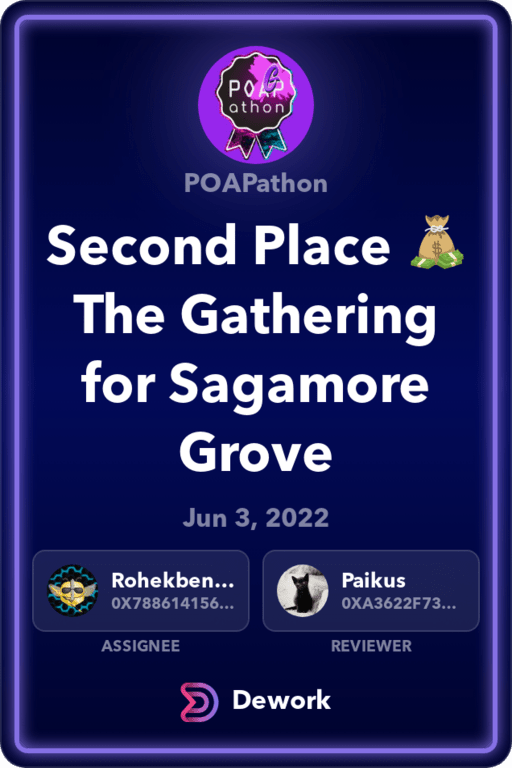 POAP
athon
POAPathon
Second Place 💰
The Gathering
for Sagamore
Grove
Jun 3, 2022
Rohekben...
0X788614156...
Paikus
0XA3622F73...
ASSIGNEE
REVIEWER
Dework